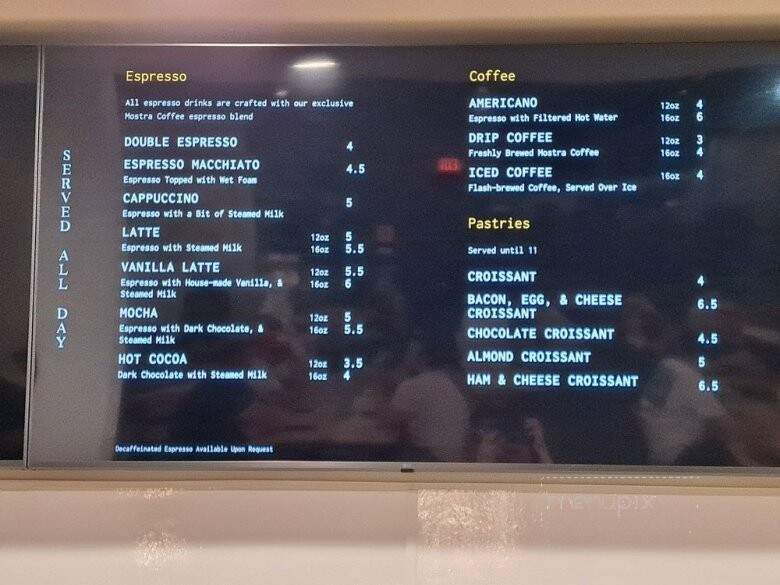 SERVED ALL DAY
Espresso
All espresso drinks are crafted with our exclusive
Mostra Coffee espresso blend
DOUBLE ESPRESSO 4
ESPRESSO MACCHIATO 4.5
Espresso Topped with Wet Foam
CAPPUCCINO 5
Espresso with a Bit of Steamed Milk
LATTE 12oz 5
Espresso with Steamed Milk 16oz 5.5
VANILLA LATTE 12oz 5.5
Espresso with House-made Vanilla, & 16oz 6
Steamed Milk
MOCHA 12oz 5
Espresso with Dark Chocolate, & 16oz 5.5
Steamed Milk
HOT COCOA 12oz 3.5
Dark Chocolate with Steamed Milk 16oz 4
Decaffeinated Espresso Available Upon Request
103
Coffee
AMERICANO 12oz 4
Espresso with Filtered Hot Water 16oz 6
DRIP COFFEE 12oz 3
Freshly Brewed Mostra Coffee 16oz 4
ICED COFFEE 16oz 4
Flash-brewed Coffee, Served Over Ice
Pastries
Served until 11
CROISSANT 4
BACON, EGG, & CHEESE 6.5
CROISSANT
CHOCOLATE CROISSANT 4.5
ALMOND CROISSANT 5
HAM & CHEESE CROISSANT 6.5
menupix